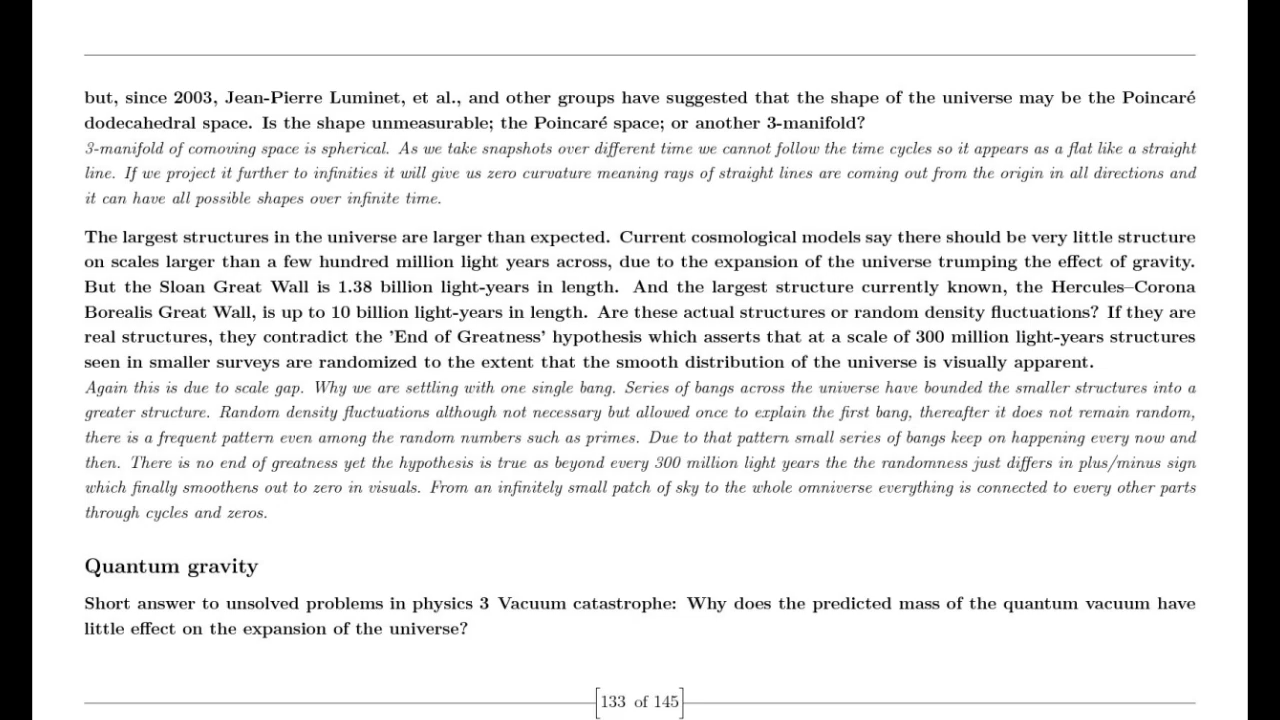 but, since 2003, Jean-Pierre Luminet, et al., and other groups have suggested that the shape of the universe may be the Poincaré
dodecahedral space. Is the shape unmeasurable; the Poincaré space; or another 3-manifold?
3-manifold of comoving space is spherical. As we take snapshots over different time we cannot follow the time cycles so it appears as a flat like a straight
line. If we project it further to infinities it will give us zero curvature meaning rays of straight lines are coming out from the origin in all directions and
it can have all possible shapes over infinite time.
The largest structures in the universe are larger than expected. Current cosmological models say there should be very little structure
on scales larger than a few hundred million light years across, due to the expansion of the universe trumping the effect of gravity.
But the Sloan Great Wall is 1.38 billion light-years in length. And the largest structure currently known, the Hercules–Corona
Borealis Great Wall, is up to 10 billion light-years in length. Are these actual structures or random density fluctuations? If they are
real structures, they contradict the 'End of Greatness' hypothesis which asserts that at a scale of 300 million light-years structures
seen in smaller surveys are randomized to the extent that the smooth distribution of the universe is visually apparent.
Again this is due to scale gap. Why we are settling with one single bang. Series of bangs across the universe have bounded the smaller structures into a
greater structure. Random density fluctuations although not necessary but allowed once to explain the first bang, thereafter it does not remain random,
there is a frequent pattern even among the random numbers such as primes. Due to that pattern small series of bangs keep on happening every now and
then. There is no end of greatness yet the hypothesis is true as beyond every 300 million light years the the randomness just differs in plus/minus sign
which finally smoothens out to zero in visuals. From an infinitely small patch of sky to the whole omniverse everything is connected to every other parts
through cycles and zeros.
Quantum gravity
Short answer to unsolved problems in physics 3 Vacuum catastrophe: Why does the predicted mass of the quantum vacuum have
little effect on the expansion of the universe?
133 of 145